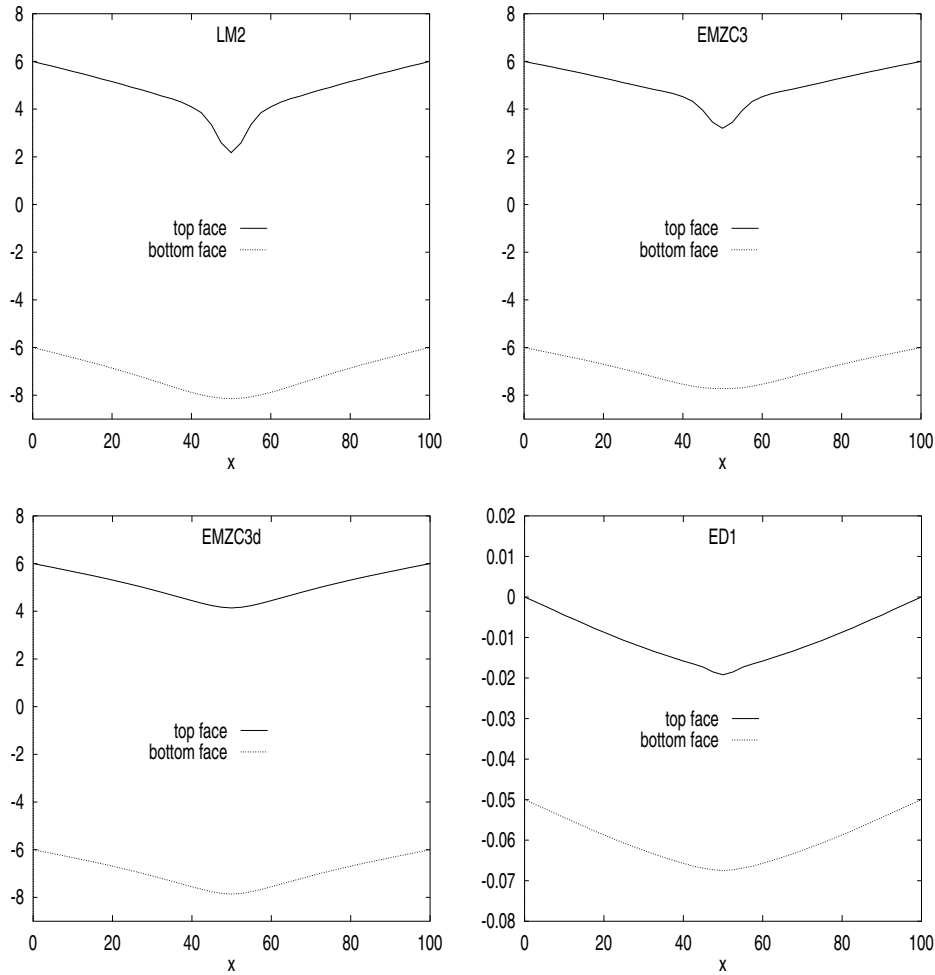 LM2
8
6
4
2
0
-2
-4
-6
-8
top face
bottom face
0 20 40 60 80 100
x
EMZC3
8
6
4
2
0
-2
-4
-6
-8
top face
bottom face
0 20 40 60 80 100
x
EMZC3d
8
6
4
2
0
-2
-4
-6
-8
top face
bottom face
0 20 40 60 80 100
x
ED1
0.02
0.01
0
-0.01
-0.02
-0.03
-0.04
-0.05
-0.06
-0.07
-0.08
top face
bottom face
0 20 40 60 80 100
x